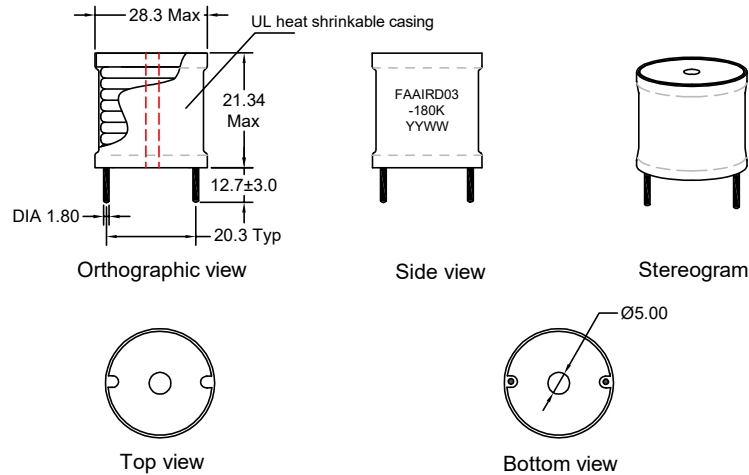 28.3 Max
UL heat shrinkable casing
21.34
Max
12.7±3.0
DIA 1.80
20.3 Typ
Orthographic view
FAAIRD03
-180K
YYWW
Side view
Stereogram
Top view
Ø5.00
Bottom view